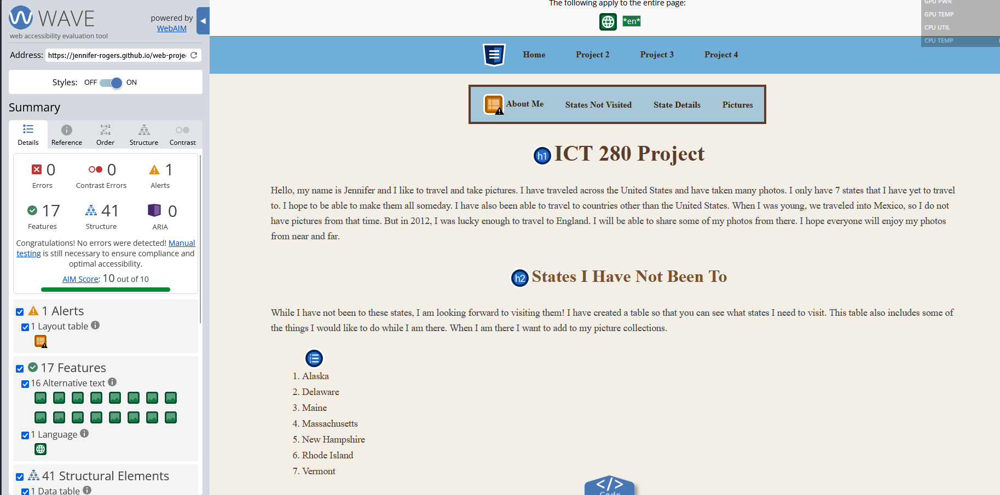 WAVE
web accessibility evaluation tool
powered by
WebAIM
Address: https://jennifer-rogers.github.io/web-proje
Styles: OFF ON
Summary
Details
Reference
Order
Structure
Contrast
0 Errors
0 Contrast Errors
1 Alerts
17 Features
41 Structure
0 ARIA
Congratulations! No errors were detected! Manual
testing is still necessary to ensure compliance and
optimal accessibility.
AIM Score: 10 out of 10
1 Alerts
1 Layout table
17 Features
16 Alternative text
1 Language
41 Structural Elements
1 Data table
The following apply to the entire page:
*en*
GPU PWR
GPU TEMP
CPU UTIL
CPU TEMP
Home Project 2 Project 3 Project 4
About Me States Not Visited State Details Pictures
h1 ICT 280 Project
Hello, my name is Jennifer and I like to travel and take pictures. I have traveled across the United States and have taken many photos. I only have 7 states that I have yet to travel
to. I hope to be able to make them all someday. I have also been able to travel to countries other than the United States. When I was young, we traveled into Mexico, so I do not
have pictures from that time. But in 2012, I was lucky enough to travel to England. I will be able to share some of my photos from there. I hope everyone will enjoy my photos
from near and far.
h2 States I Have Not Been To
While I have not been to these states, I am looking forward to visiting them! I have created a table so that you can see what states I need to visit. This table also includes some of
the things I would like to do while I am there. When I am there I want to add to my picture collections.
1. Alaska
2. Delaware
3. Maine
4. Massachusetts
5. New Hampshire
6. Rhode Island
7. Vermont
</>
Code